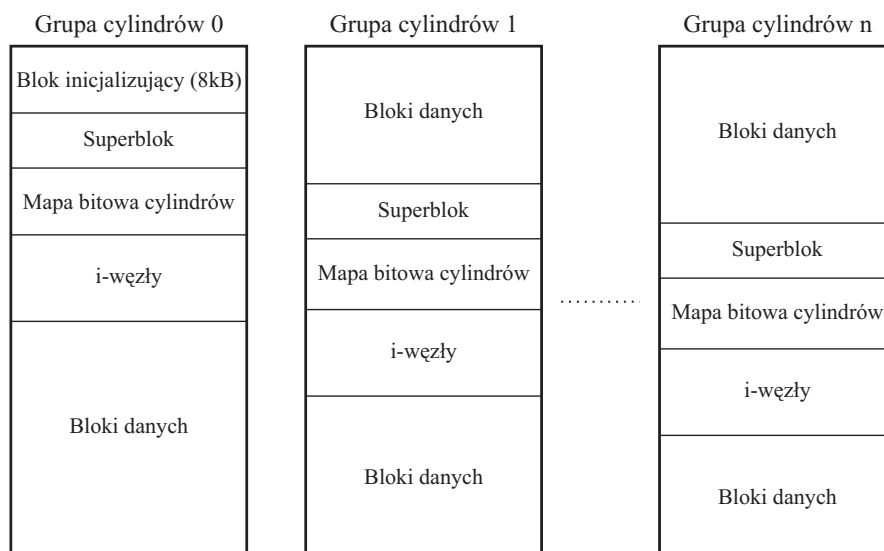 Grupa cylindrów 0
Blok inicjalizujący (8kB)
Superblok
Mapa bitowa cylindrów
i-węzły
Bloki danych
Grupa cylindrów 1
Bloki danych
Superblok
Mapa bitowa cylindrów
i-węzły
Bloki danych
Grupa cylindrów n
Bloki danych
Superblok
Mapa bitowa cylindrów
i-węzły
Bloki danych